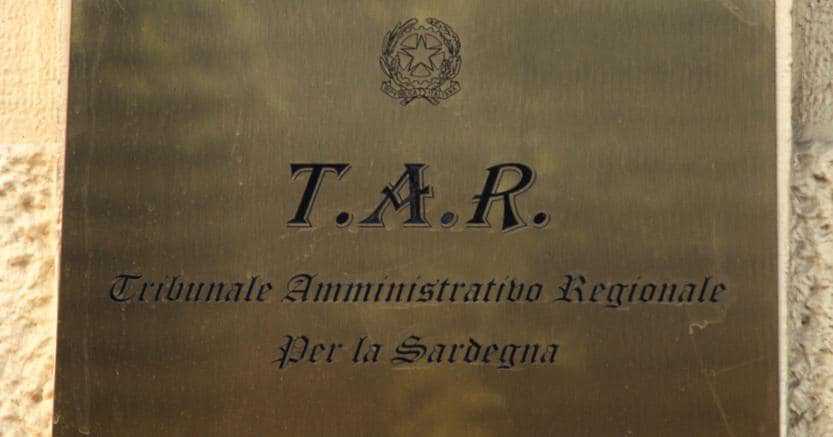 T.A.R.
Tribunale Amministrativo Regionale
Per la Sardegna